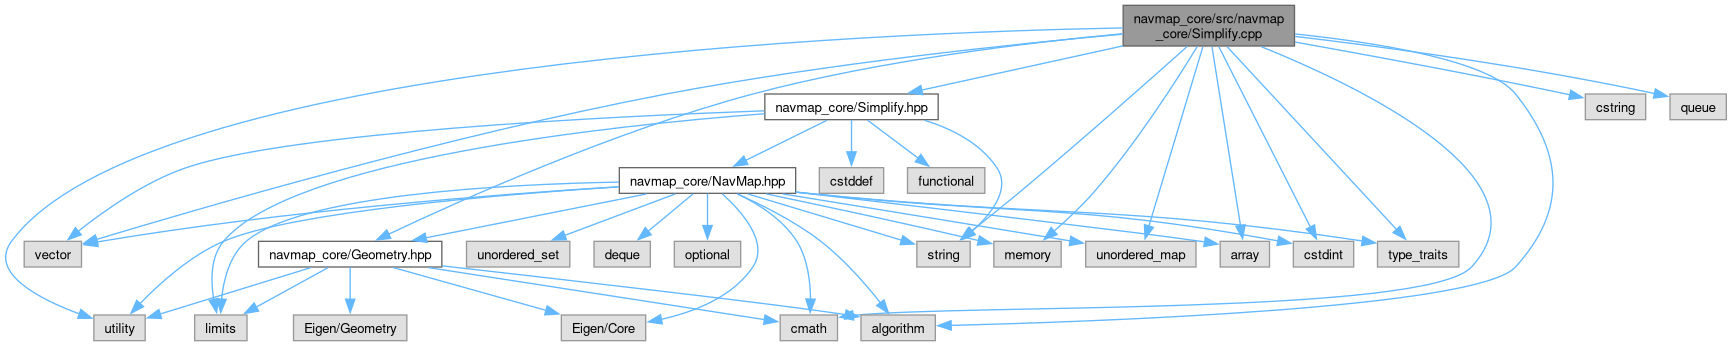 navmap_core/src/navmap
_core/Simplify.cpp
navmap_core/Simplify.hpp
cstring
queue
navmap_core/NavMap.hpp
cstddef
functional
vector
navmap_core/Geometry.hpp
unordered_set
deque
optional
string
memory
unordered_map
array
cstdint
type_traits
utility
limits
Eigen/Geometry
Eigen/Core
cmath
algorithm